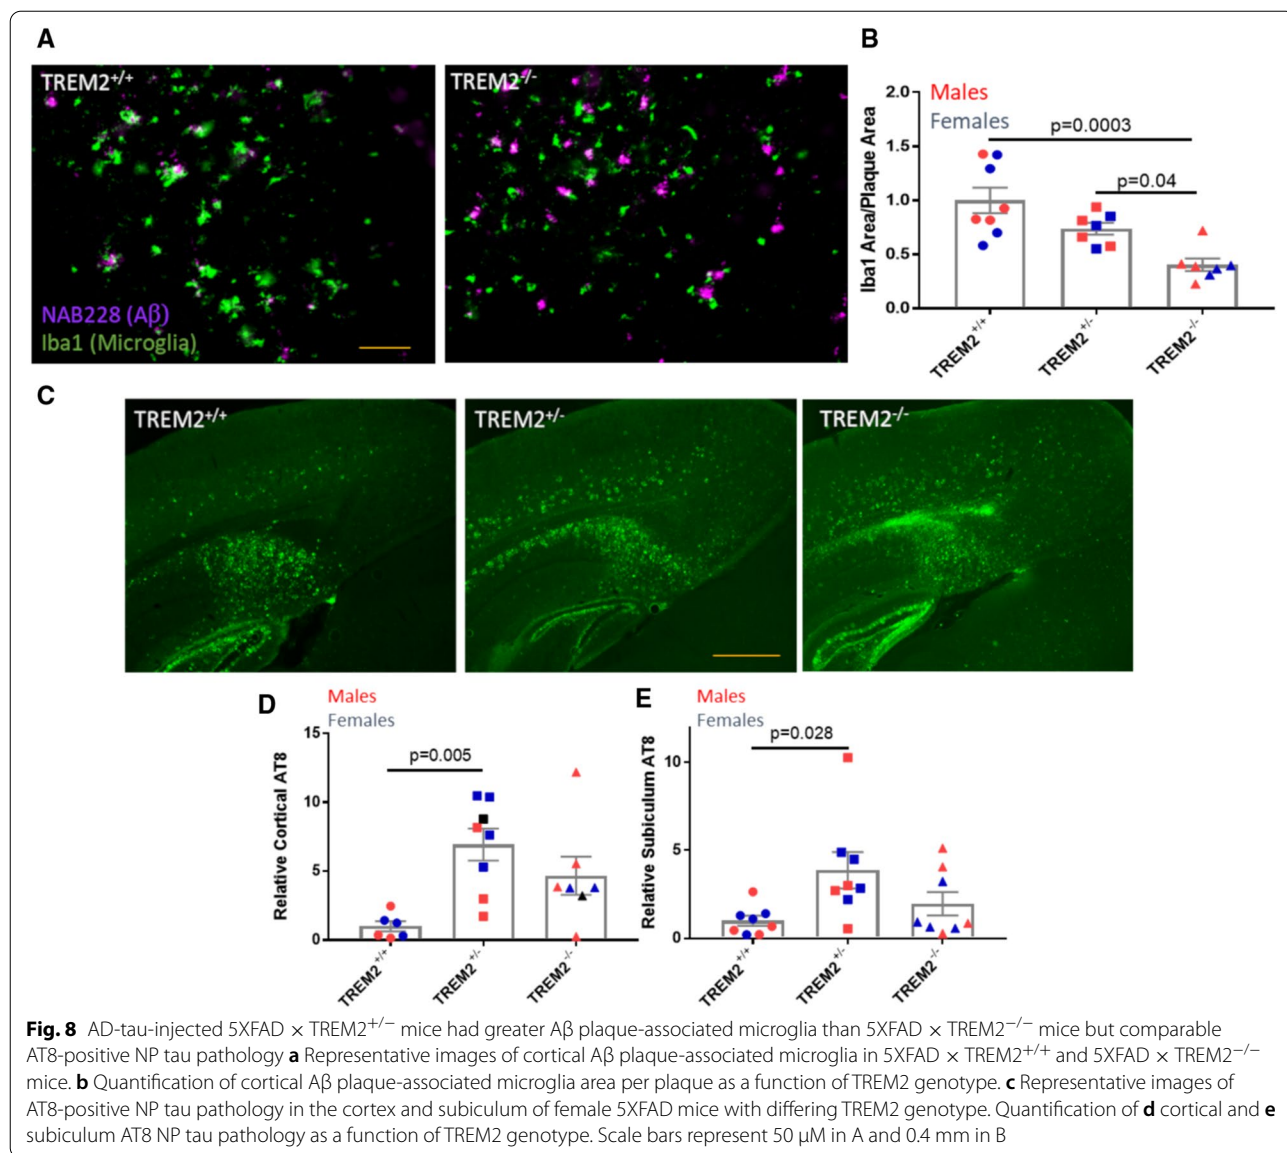 A
TREM2+/+
TREM2-/-
NAB228 (Aβ)
Iba1 (Microglia)
B
Males
Females
Iba1 Area/Plaque Area
2.0
1.5
1.0
0.5
0.0
p=0.0003
p=0.04
TREM2+/+
TREM2+/-
TREM2-/-
C
TREM2+/+
TREM2+/-
TREM2-/-
D
Males
Females
Relative Cortical AT8
15
10
5
0
p=0.005
TREM2+/+
TREM2+/-
TREM2-/-
E
Males
Females
Relative Subiculum AT8
10
5
0
p=0.028
TREM2+/+
TREM2+/-
TREM2-/-
Fig. 8 AD-tau-injected 5XFAD × TREM2+/− mice had greater Aβ plaque-associated microglia than 5XFAD × TREM2−/− mice but comparable
AT8-positive NP tau pathology a Representative images of cortical Aβ plaque-associated microglia in 5XFAD × TREM2+/+ and 5XFAD × TREM2−/−
mice. b Quantification of cortical Aβ plaque-associated microglia area per plaque as a function of TREM2 genotype. c Representative images of
AT8-positive NP tau pathology in the cortex and subiculum of female 5XFAD mice with differing TREM2 genotype. Quantification of d cortical and e
subiculum AT8 NP tau pathology as a function of TREM2 genotype. Scale bars represent 50 µM in A and 0.4 mm in B